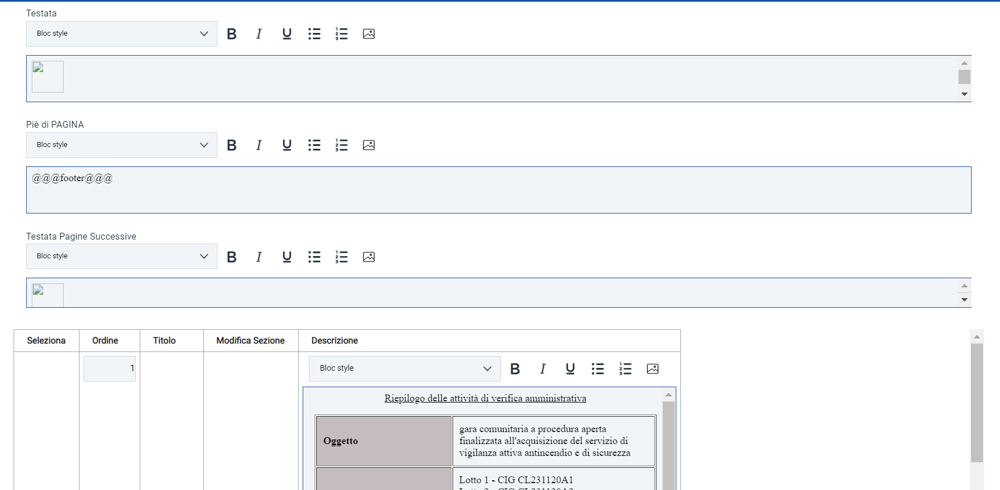 Testata
Bloc style
Piè di PAGINA
Bloc style
@@@footer@@@
Testata Pagine Successive
Bloc style
Seleziona Ordine Titolo Modifica Sezione Descrizione
1 Bloc style
Riepilogo delle attività di verifica amministrativa
Oggetto
gara comunitaria a procedura aperta
finalizzata all'acquisizione del servizio di
vigilanza attiva antincendio e di sicurezza
Lotto 1 - CIG CL231120A1